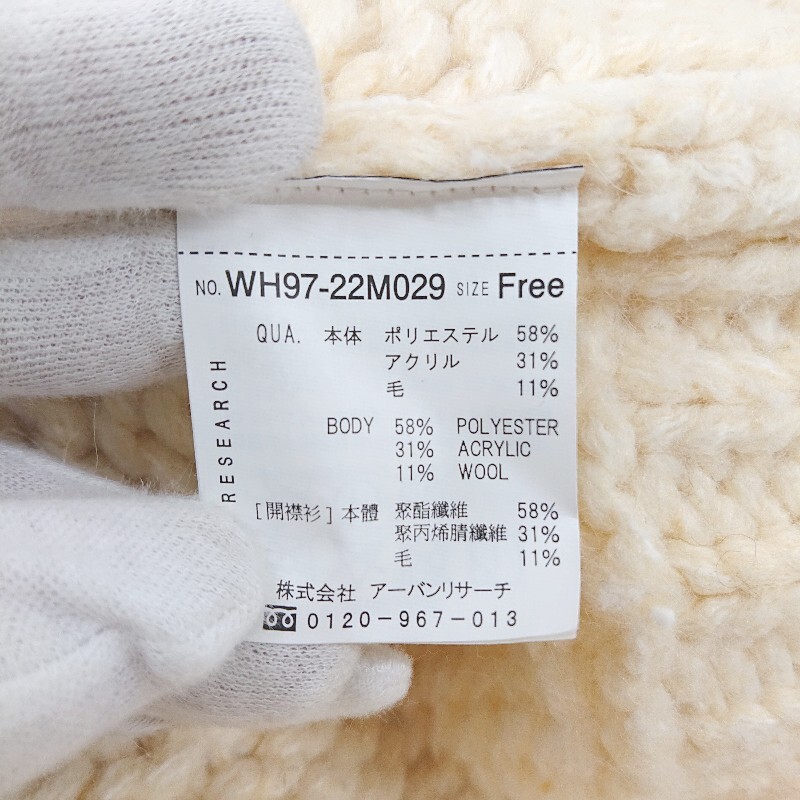 NO. WH97-22M029 SIZE Free
QUA. 本体 ポリエステル 58%
アクリル 31%
毛 11%
BODY 58% POLYESTER
31% ACRYLIC
11% WOOL
[開襟衫] 本體 聚酯纖維 58%
聚丙烯腈纖維 31%
毛 11%
株式会社 アーバンリサーチ
0120-967-013
RESEARCH